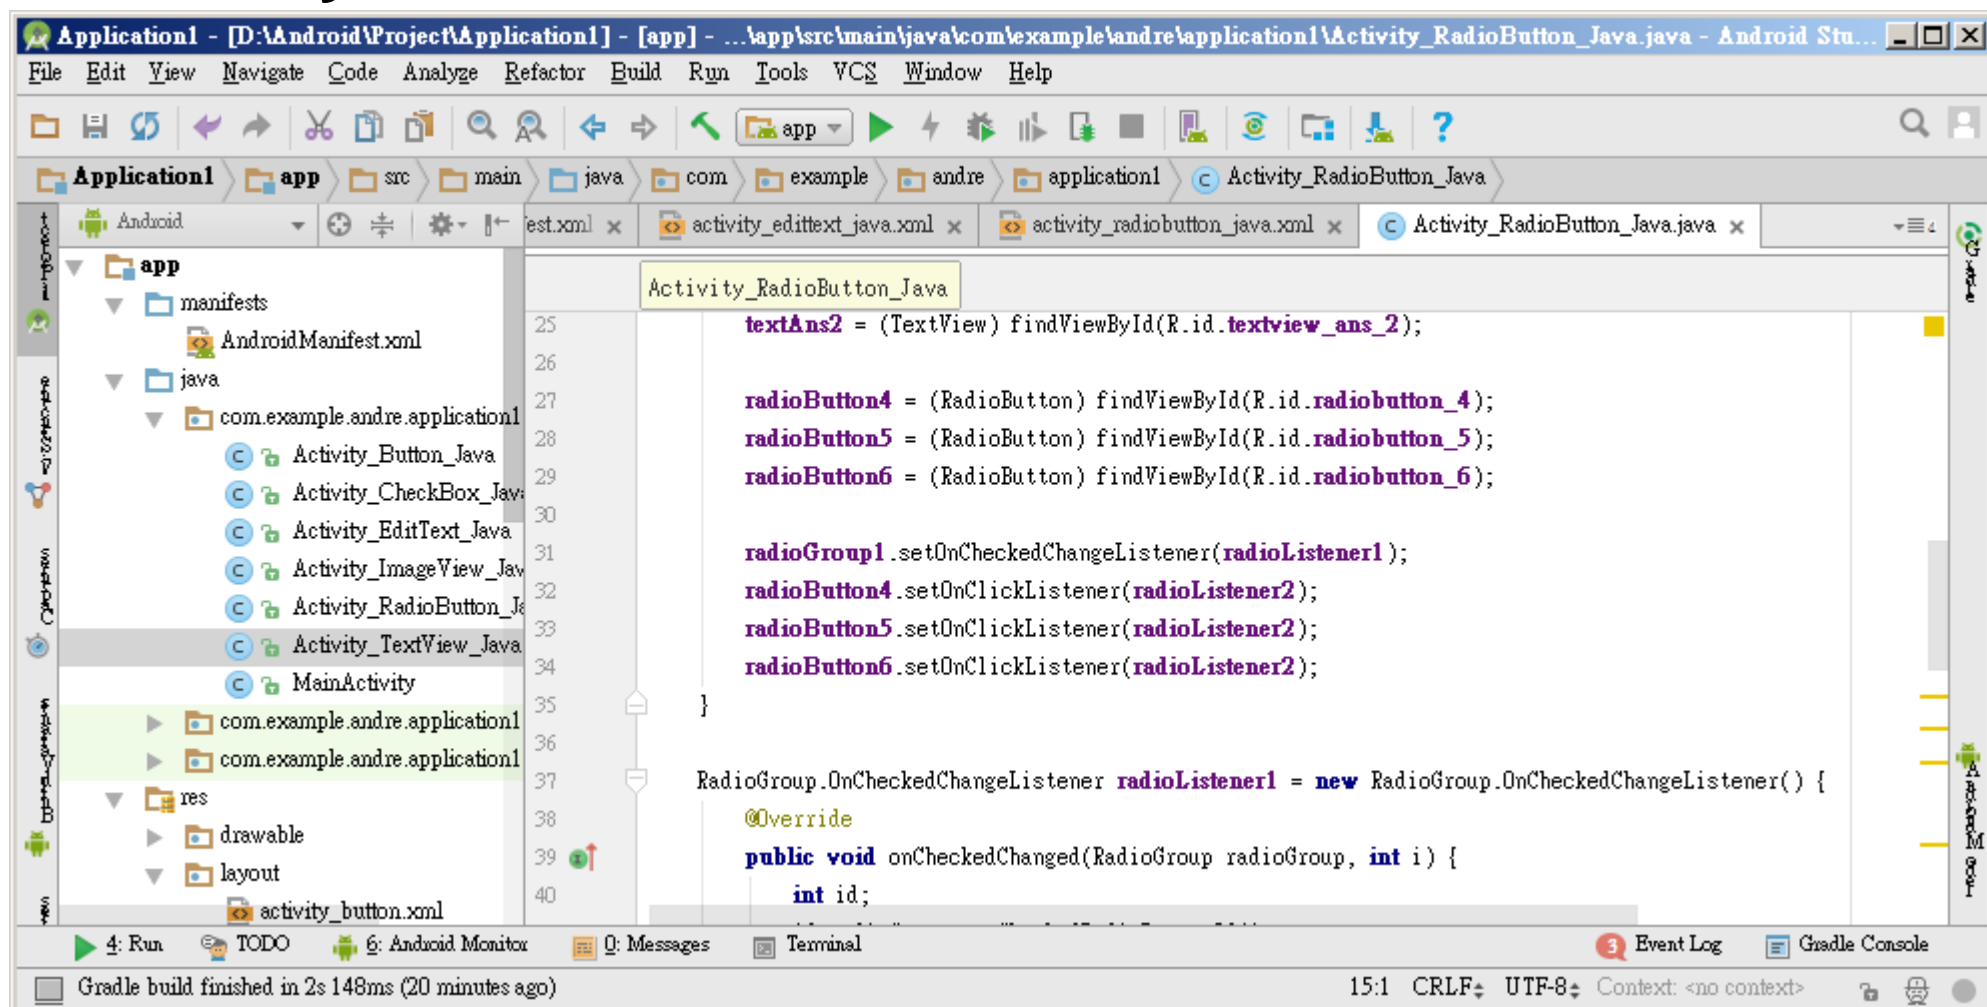 Application1 - [D:\Android\Project\Application1] - [app] - ...\app\src\main\java\com\example\andre\application1\Activity_RadioButton_Java.java - Android Stu...
File Edit View Navigate Code Analyze Refactor Build Run Tools VCS Window Help
app
Application1 app src main java com example andre application1 Activity_RadioButton_Java
Android est.xml activity_edittext_java.xml activity_radiobutton_java.xml Activity_RadioButton_Java.java
Activity_RadioButton_Java
app
manifests
AndroidManifest.xml
java
com.example.andre.application1
Activity_Button_Java
Activity_CheckBox_Jav
Activity_EditText_Java
Activity_ImageView_Jav
Activity_RadioButton_Ja
Activity_TextView_Java
MainActivity
com.example.andre.application1
com.example.andre.application1
res
drawable
layout
activity_button.xml
25 textAns2 = (TextView) findViewById(R.id.textview_ans_2);
26
27 radioButton4 = (RadioButton) findViewById(R.id.radiobutton_4);
28 radioButton5 = (RadioButton) findViewById(R.id.radiobutton_5);
29 radioButton6 = (RadioButton) findViewById(R.id.radiobutton_6);
30
31 radioGroup1.setOnCheckedChangeListener(radioListener1);
32 radioButton4.setOnClickListener(radioListener2);
33 radioButton5.setOnClickListener(radioListener2);
34 radioButton6.setOnClickListener(radioListener2);
35 }
36
37 RadioGroup.OnCheckedChangeListener radioListener1 = new RadioGroup.OnCheckedChangeListener() {
38 @Override
39 public void onCheckedChanged(RadioGroup radioGroup, int i) {
40 int id;
4: Run TODO 6: Android Monitor 0: Messages Terminal 3 Event Log Gradle Console
Gradle build finished in 2s 148ms (20 minutes ago) 15:1 CRLF UTF-8 Context: <no context>